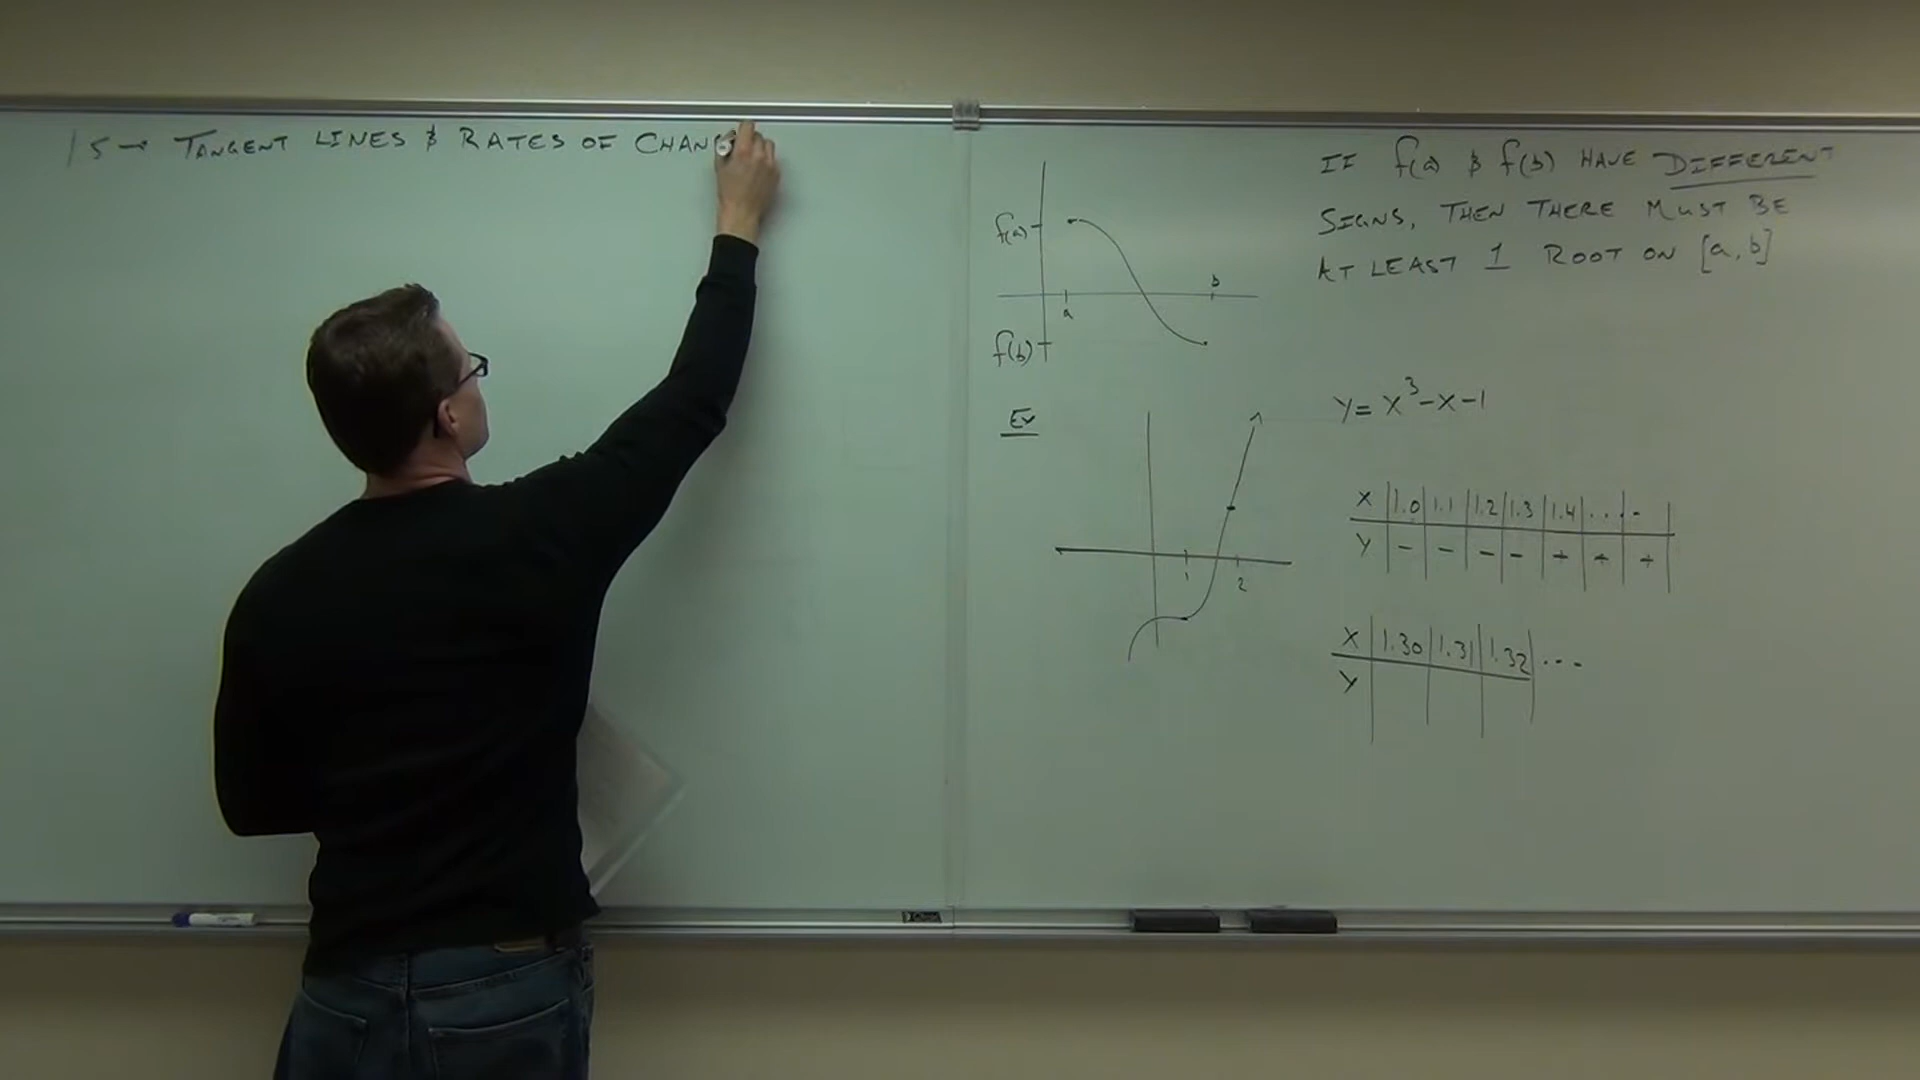 1.5 → TANGENT LINES & RATES OF CHANG
IF f(a) & f(b) HAVE DIFFERENT
SIGNS, THEN THERE MUST BE
AT LEAST 1 ROOT ON [a, b]
f(a)
a
b
f(b)
EX
1
2
y = x³-x-1
X 1.0 1.1 1.2 1.3 1.4 ....
Y - - - - + + +
X 1.30 1.31 1.32 ...
Y